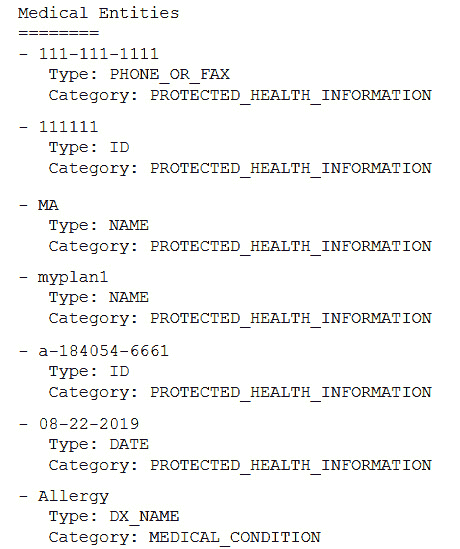 Medical Entities
========
- 111-111-1111
Type: PHONE_OR_FAX
Category: PROTECTED_HEALTH_INFORMATION
- 111111
Type: ID
Category: PROTECTED_HEALTH_INFORMATION
- MA
Type: NAME
Category: PROTECTED_HEALTH_INFORMATION
- myplan1
Type: NAME
Category: PROTECTED_HEALTH_INFORMATION
- a-184054-6661
Type: ID
Category: PROTECTED_HEALTH_INFORMATION
- 08-22-2019
Type: DATE
Category: PROTECTED_HEALTH_INFORMATION
- Allergy
Type: DX_NAME
Category: MEDICAL_CONDITION